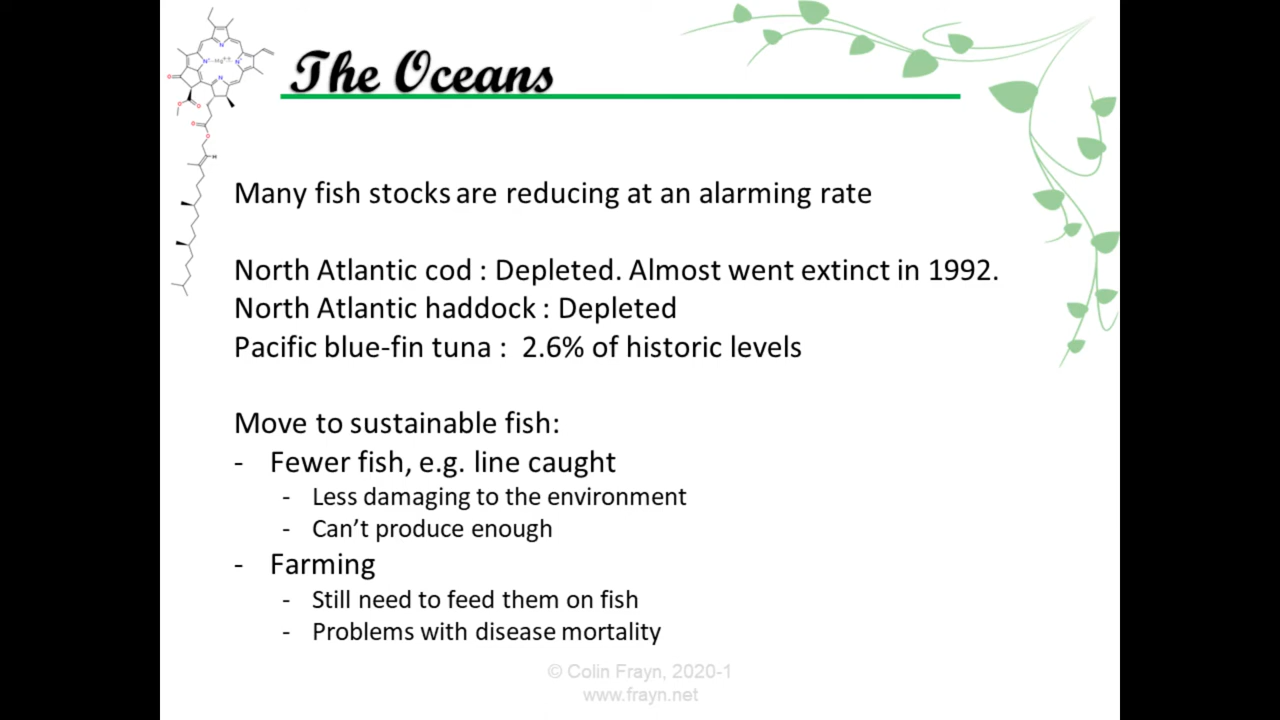 The Oceans
Many fish stocks are reducing at an alarming rate
North Atlantic cod : Depleted. Almost went extinct in 1992.
North Atlantic haddock : Depleted
Pacific blue-fin tuna :  2.6% of historic levels
Move to sustainable fish:
- Fewer fish, e.g. line caught
- Less damaging to the environment
- Can’t produce enough
- Farming
- Still need to feed them on fish
- Problems with disease mortality
© Colin Frayn, 2020-1
www.frayn.net